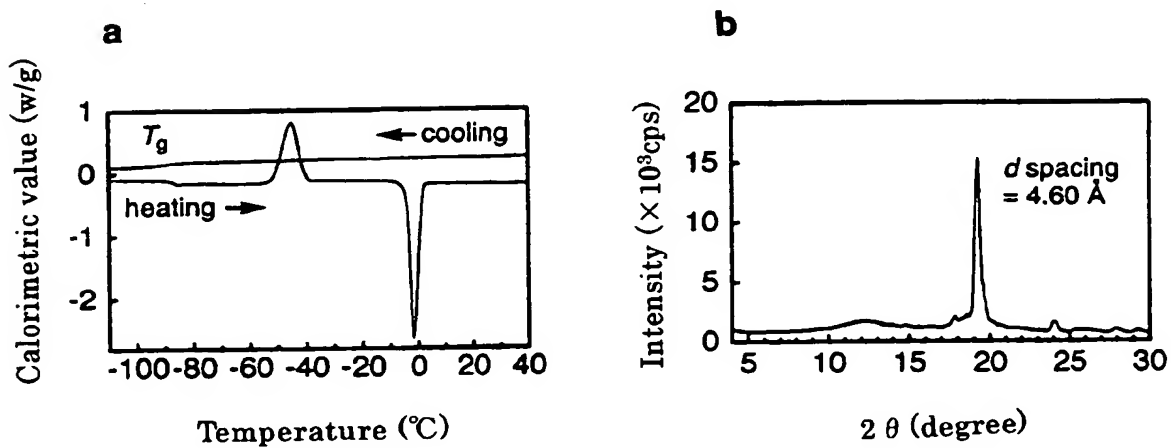 a
Calorimetric value (w/g)
1
0
-1
-2
Tg
← cooling
heating →
-100 -80 -60 -40 -20 0 20 40
Temperature (℃)
b
Intensity (×10³cps)
20
15
10
5
0
d spacing
= 4.60 Å
5 10 15 20 25 30
2 θ (degree)